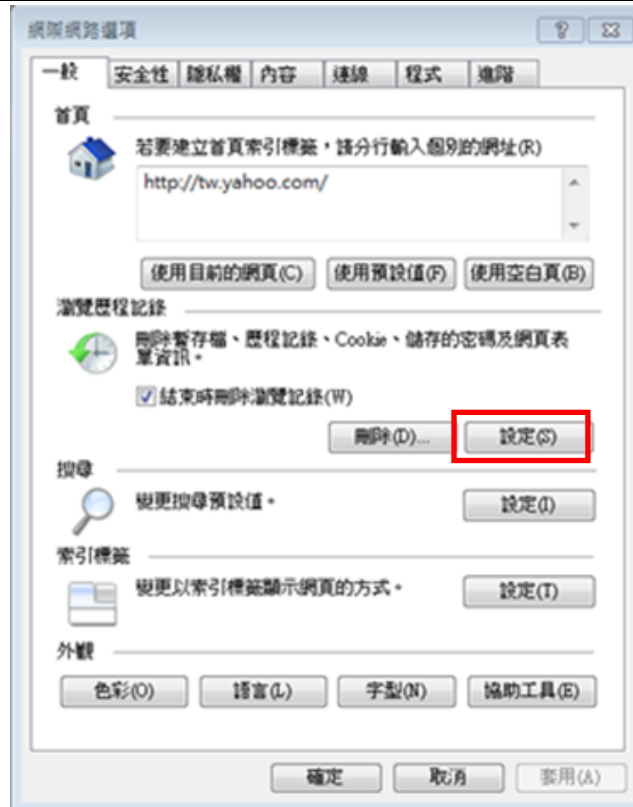 網際網路選項
一般 安全性 隱私權 內容 連線 程式 進階
首頁
若要建立首頁索引標籤，請分行輸入個別的網址(R)
http://tw.yahoo.com/
使用目前的網頁(C) 使用預設值(F) 使用空白頁(B)
瀏覽歷程記錄
刪除暫存檔、歷程記錄、Cookie、儲存的密碼及網頁表
單資訊。
結束時刪除瀏覽記錄(W)
刪除(D)... 設定(S)
搜尋
變更搜尋預設值。 設定(I)
索引標籤
變更以索引標籤顯示網頁的方式。 設定(T)
外觀
色彩(O) 語言(L) 字型(N) 協助工具(E)
確定 取消 套用(A)